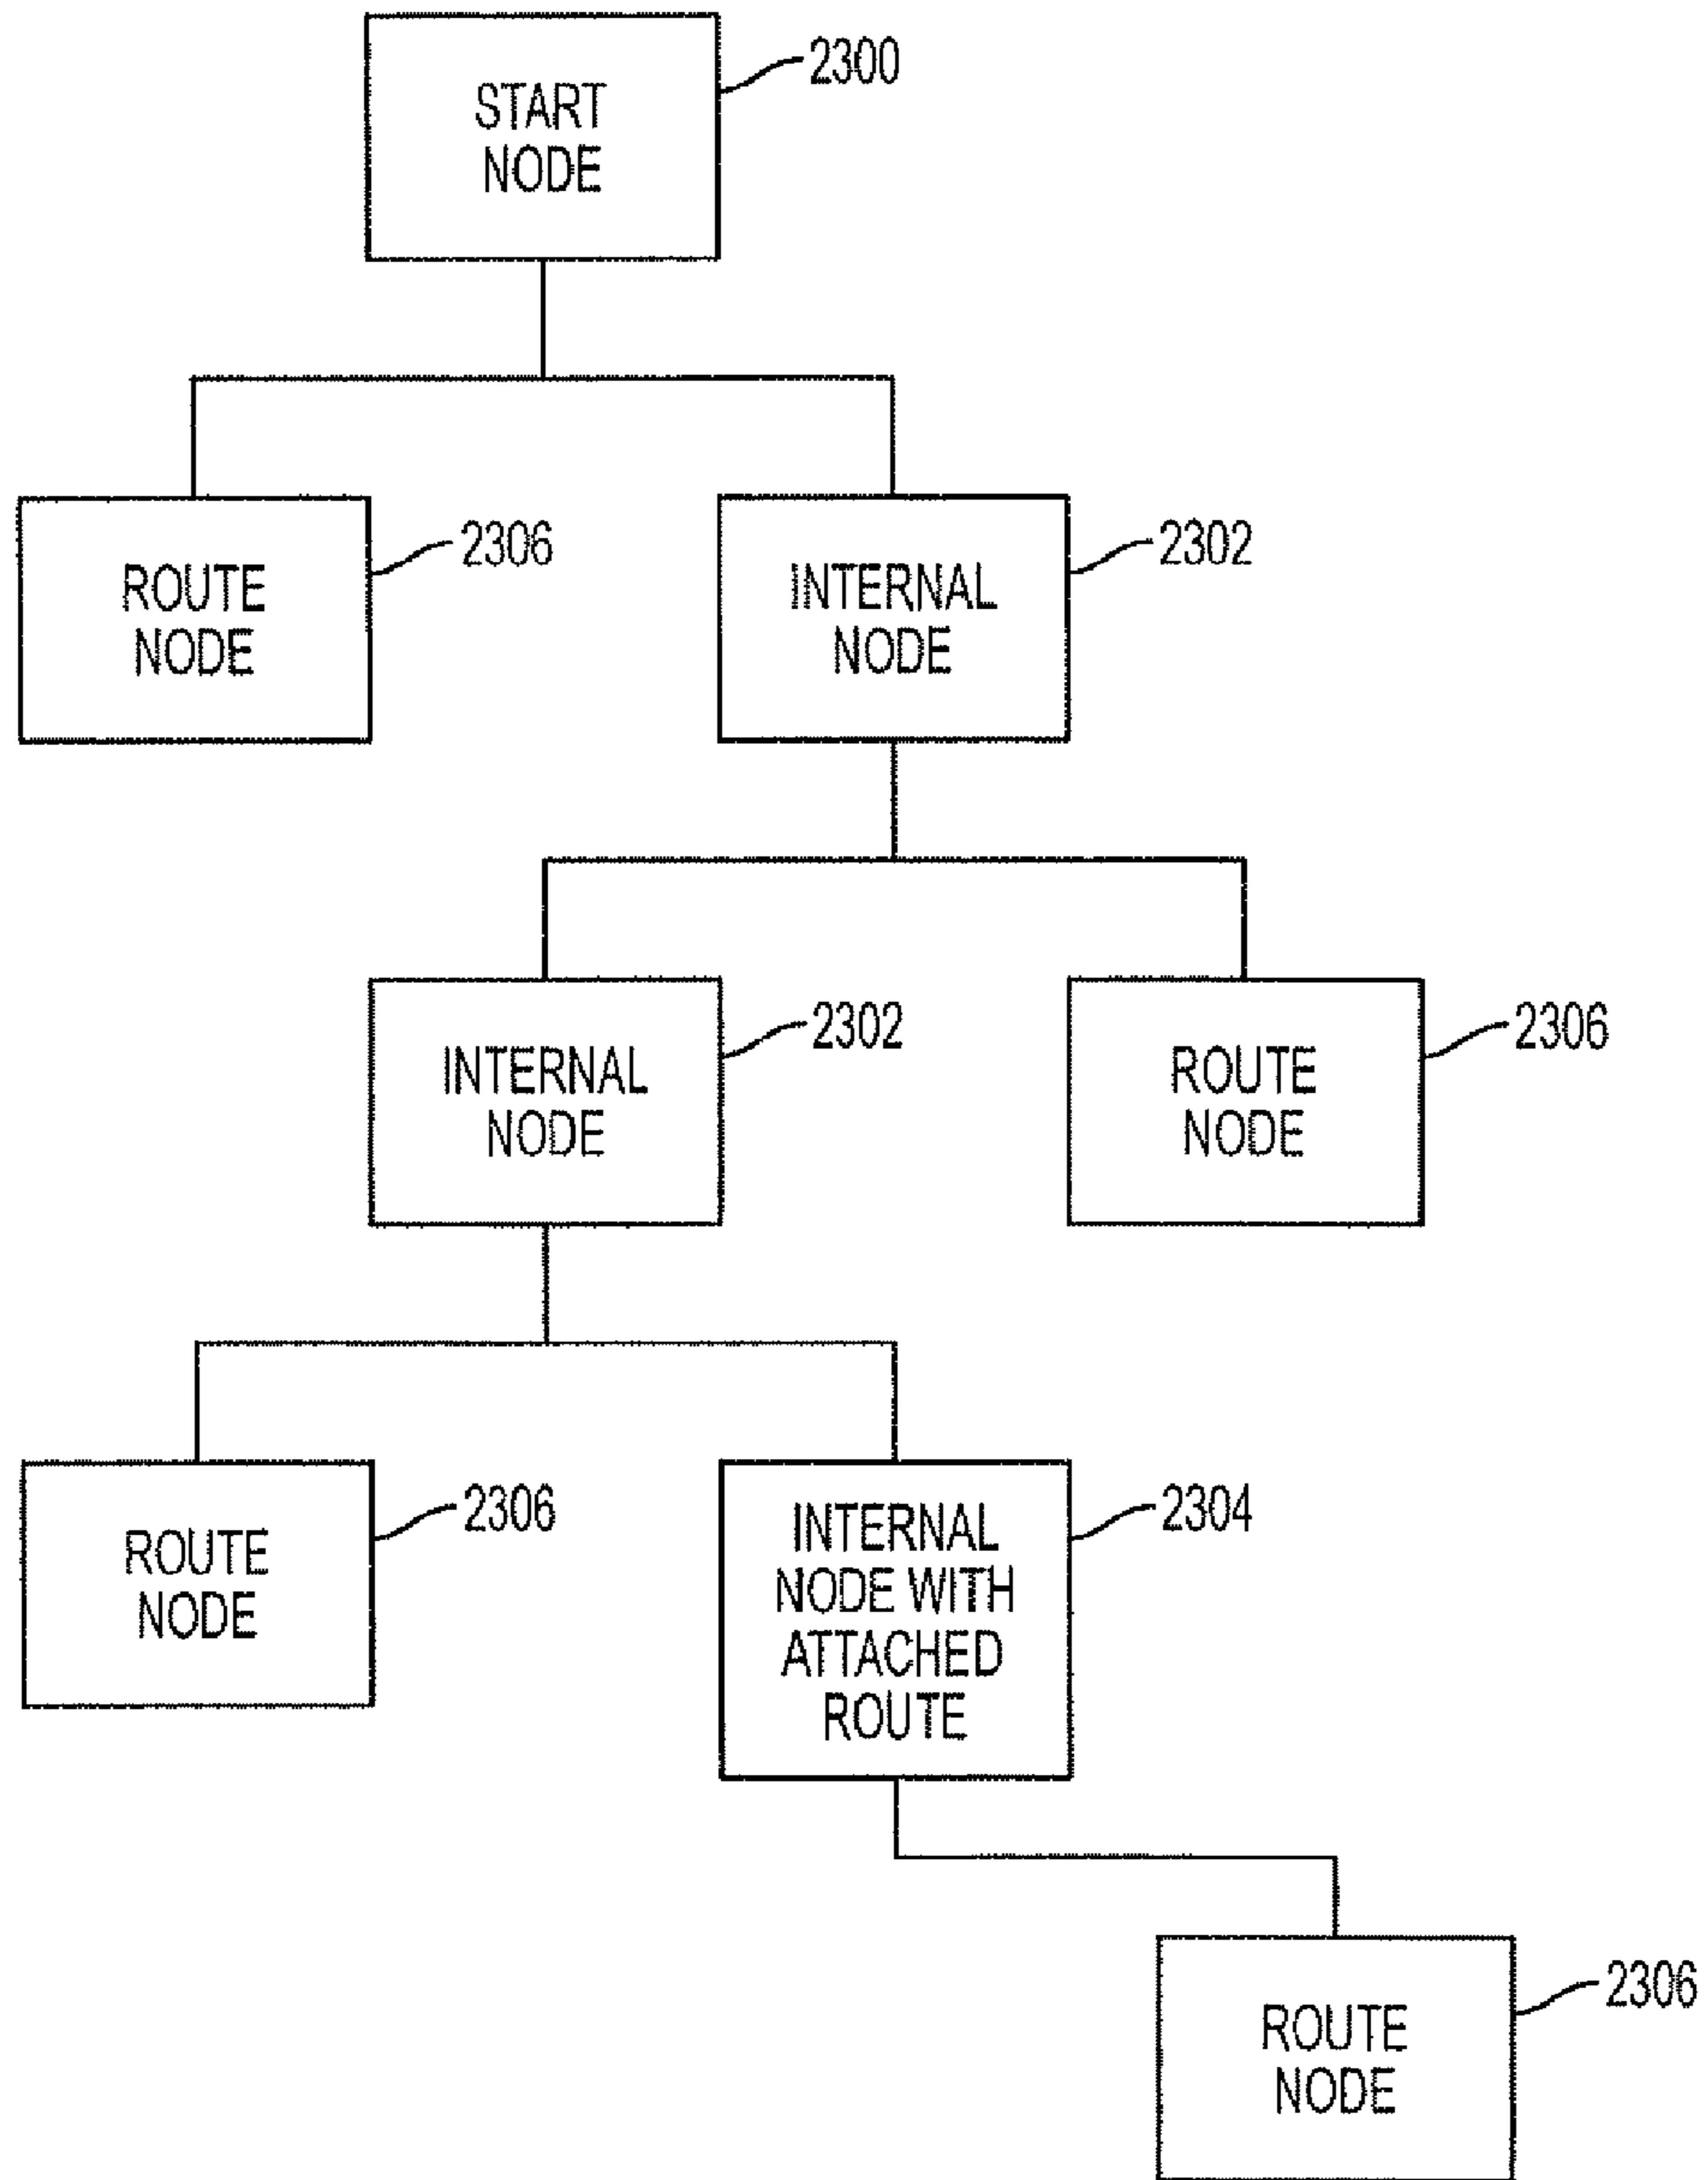 START
NODE
2300
ROUTE
NODE
2306
INTERNAL
NODE
2302
INTERNAL
NODE
2302
ROUTE
NODE
2306
ROUTE
NODE
2306
INTERNAL
NODE WITH
ATTACHED
ROUTE
2304
ROUTE
NODE
2306